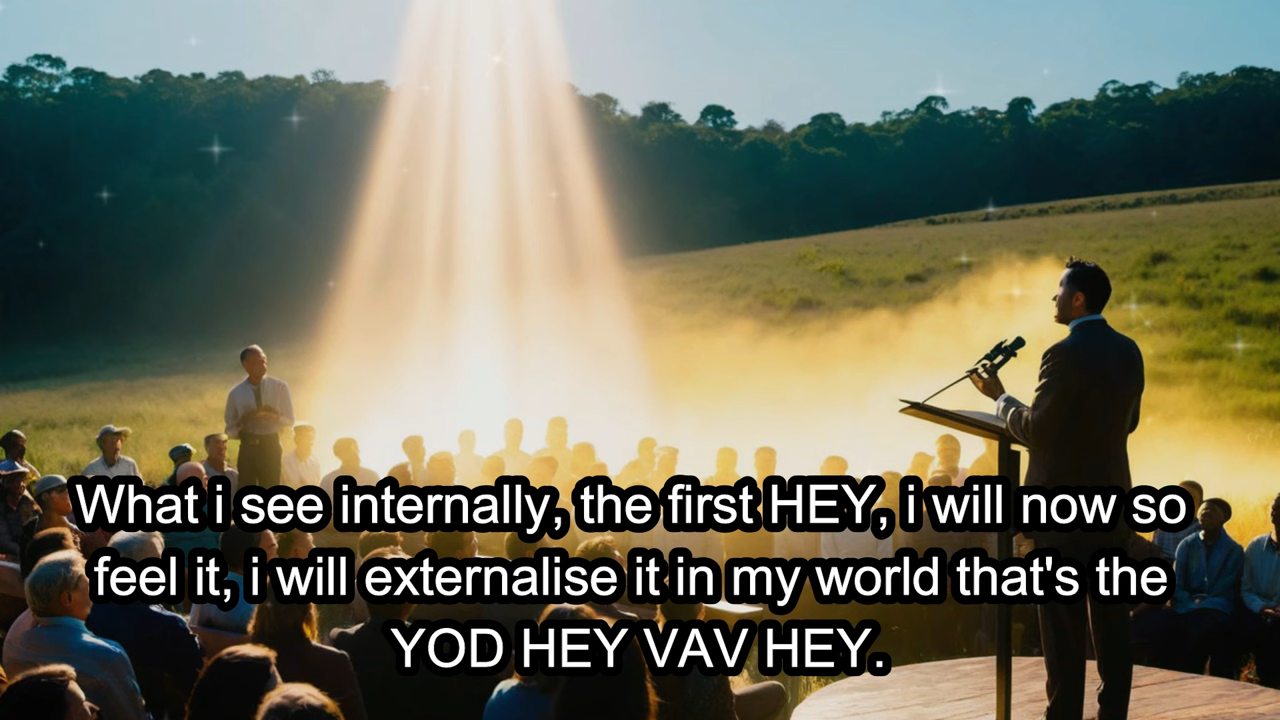 What i see internally, the first HEY, i will now so
feel it, i will externalise it in my world that's the
YOD HEY VAV HEY.